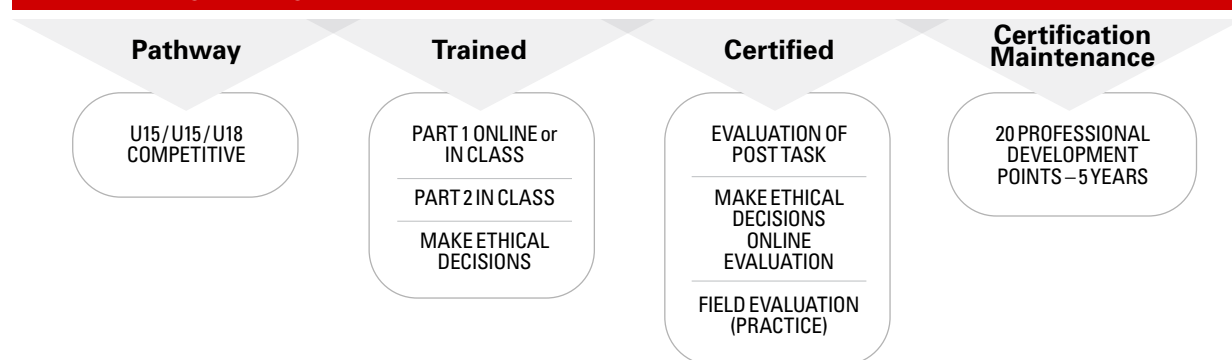 Pathway
U15 / U15 / U18
COMPETITIVE
Trained
PART 1 ONLINE or
IN CLASS
PART 2 IN CLASS
MAKE ETHICAL
DECISIONS
Certified
EVALUATION OF
POST TASK
MAKE ETHICAL
DECISIONS
ONLINE
EVALUATION
FIELD EVALUATION
(PRACTICE)
Certification
Maintenance
20 PROFESSIONAL
DEVELOPMENT
POINTS – 5 YEARS